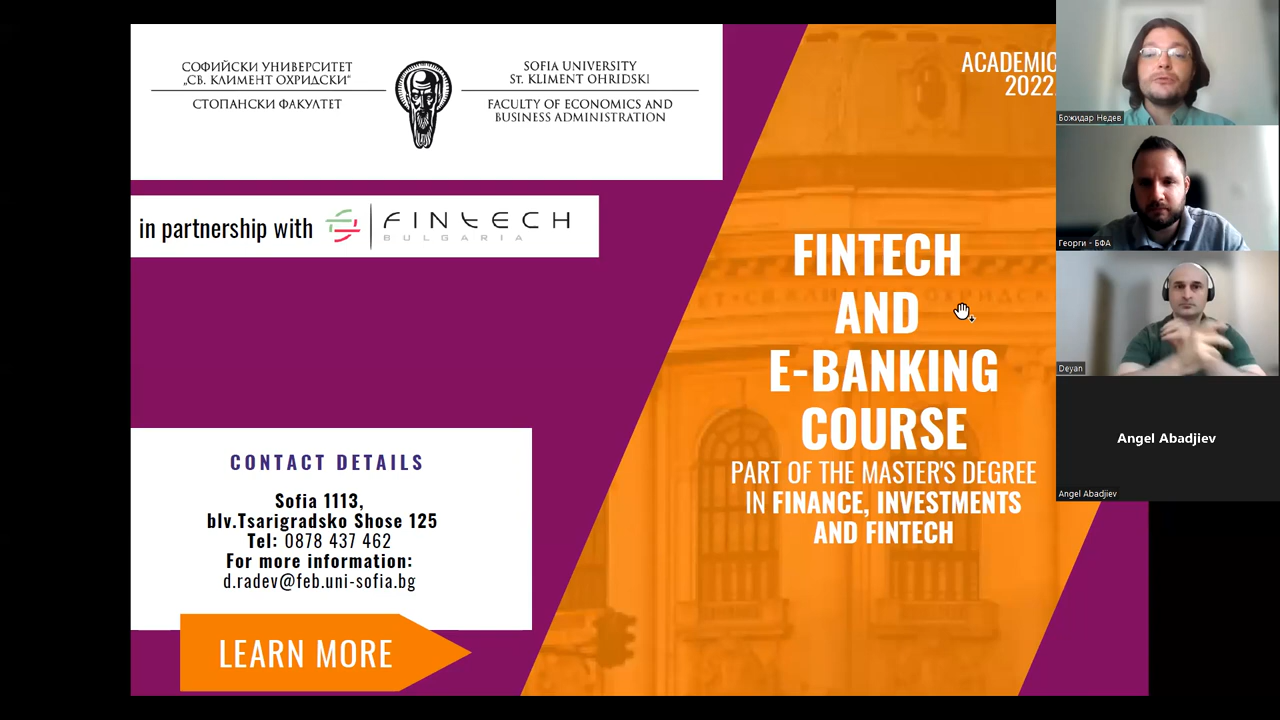 СОФИЙСКИ УНИВЕРСИТЕТ
„СВ. КЛИМЕНТ ОХРИДСКИ“
СТОПАНСКИ ФАКУЛТЕТ
SOFIA UNIVERSITY
ST. KLIMENT OHRIDSKI
FACULTY OF ECONOMICS AND
BUSINESS ADMINISTRATION
in partnership with
FINTECH
BULGARIA
ACADEMIC
2022
FINTECH
AND
E-BANKING
COURSE
PART OF THE MASTER'S DEGREE
IN FINANCE, INVESTMENTS
AND FINTECH
CONTACT DETAILS
Sofia 1113,
blv.Tsarigradsko Shose 125
Tel: 0878 437 462
For more information:
d.radev@feb.uni-sofia.bg
LEARN MORE
Божидар Недев
Георги - БФА
Deyan
Angel Abadjiev
Angel Abadjiev